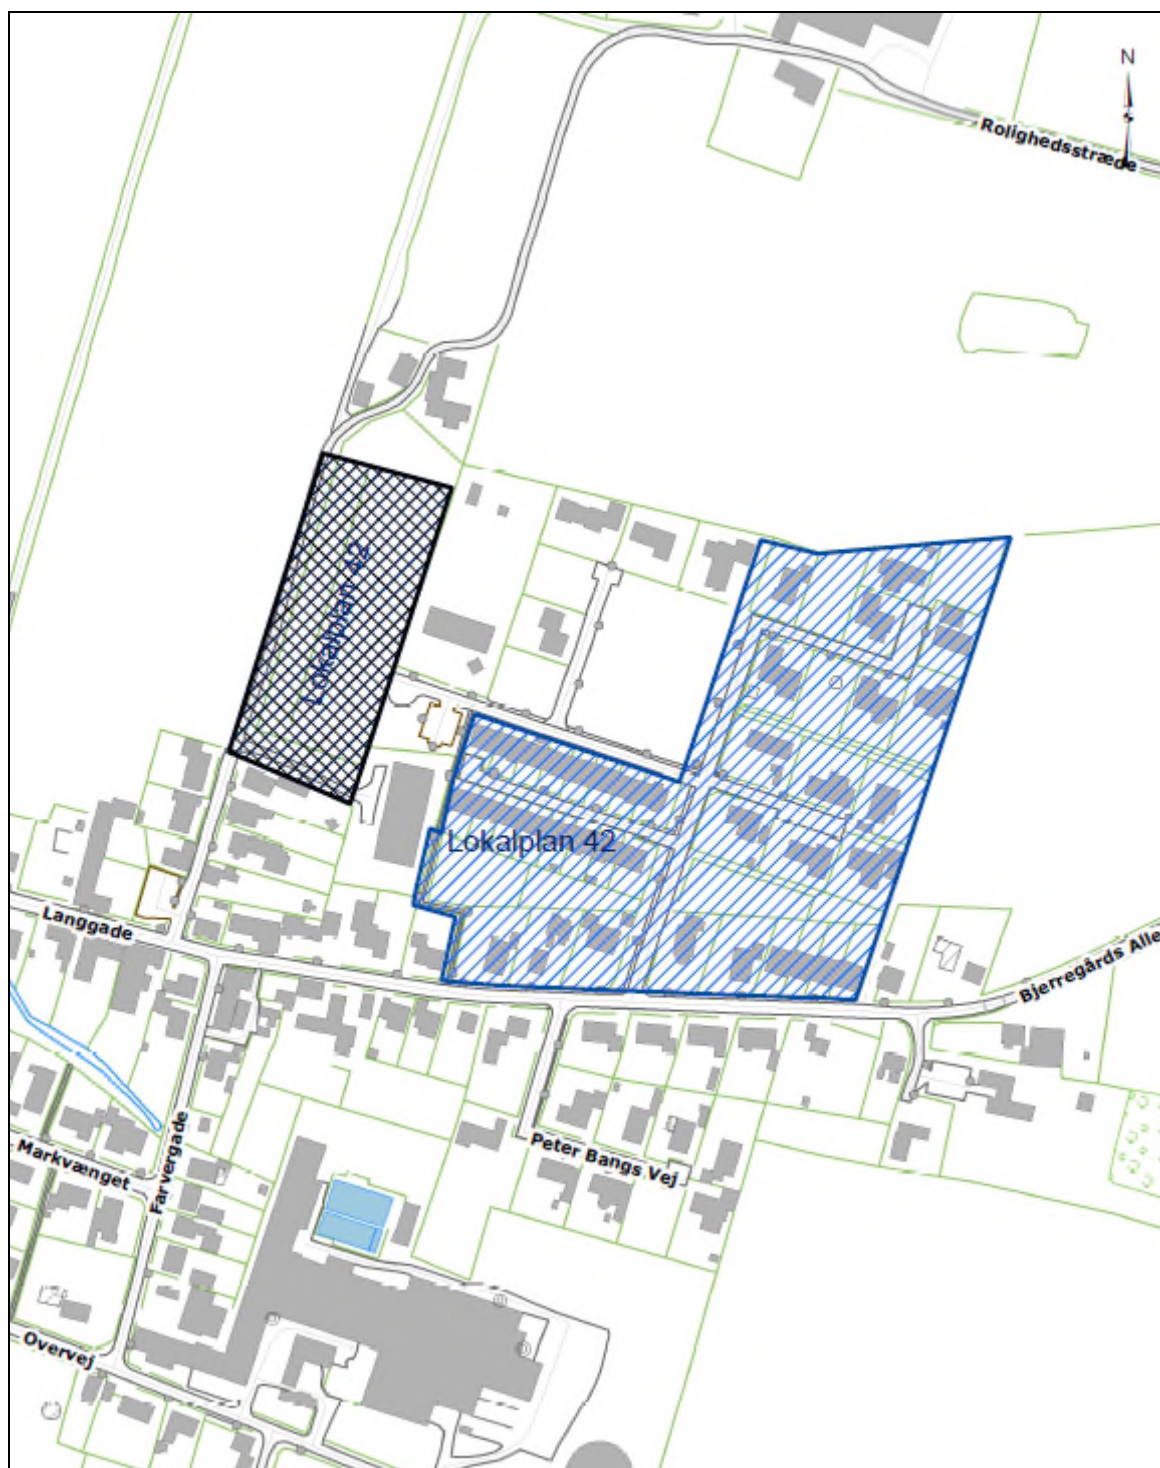 N
Rolighedsstræde
Lokalplan 42
Lokalplan 42
Langgade
Bjerregårds Alle
Peter Bangs Vej
Markvænget
Farvergade
Overvej